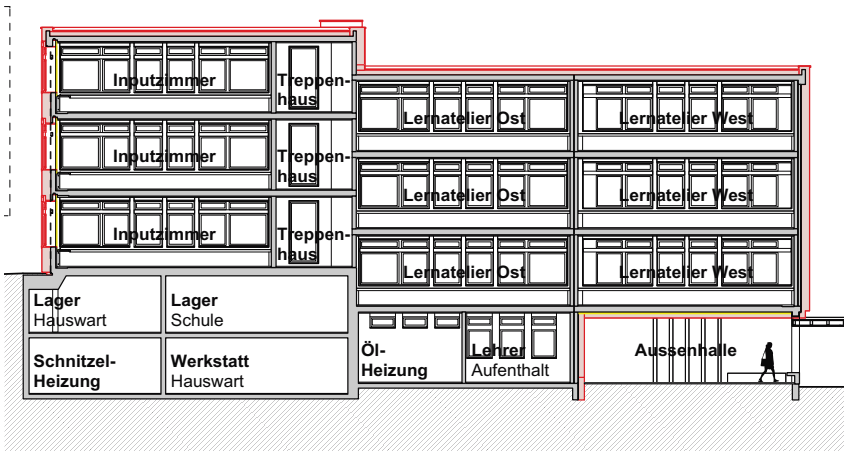 Inputzimmer
Treppen-
haus
Lernatelier Ost
Lernatelier West
Inputzimmer
Treppen-
haus
Lernatelier Ost
Lernatelier West
Inputzimmer
Treppen-
haus
Lernatelier Ost
Lernatelier West
Lager
Hauswart
Lager
Schule
Schnitzel-
Heizung
Werkstatt
Hauswart
Öl-
Heizung
Lehrer
Aufenthalt
Aussenhalle